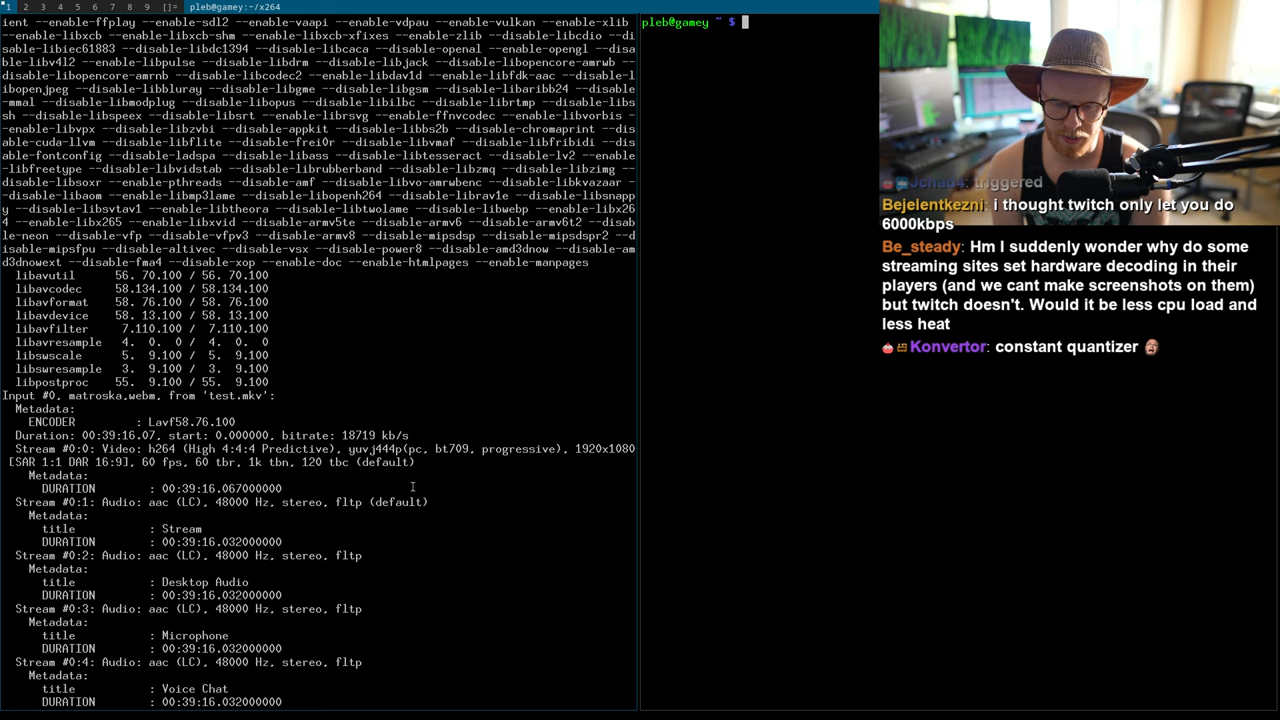 1 2 3 4 5 6 7 8 9 []= pleb@gamey:~/x264
ient --enable-ffplay --enable-sdl2 --enable-vaapi --enable-vdpau --enable-vulkan --enable-xlib
--enable-libxcb --enable-libxcb-shm --enable-libxcb-xfixes --enable-zlib --disable-libcdio --di
sable-libiec61883 --disable-libdc1394 --disable-libcaca --disable-openal --enable-opengl --disa
ble-libv4l2 --enable-libpulse --disable-libdrm --disable-libjack --disable-libopencore-amrwb --
disable-libopencore-amrnb --disable-libcodec2 --enable-libdav1d --enable-libfdk-aac --disable-l
ibopenjpeg --disable-libbluray --disable-libgme --disable-libgsm --disable-libaribb24 --disable
-mmal --disable-libmodplug --disable-libopus --disable-libilbc --disable-librtmp --disable-libs
sh --disable-libspeex --disable-libsrt --enable-librsvg --enable-ffnvcodec --enable-libvorbis -
-enable-libvpx --disable-libzvbi --disable-appkit --disable-libbs2b --disable-chromaprint --dis
able-cuda-llvm --disable-libflite --disable-frei0r --disable-libvmaf --disable-libfribidi --dis
able-fontconfig --disable-ladspa --disable-libass --disable-libtesseract --disable-lv2 --enable
-libfreetype --disable-libvidstab --disable-librubberband --disable-libzmq --disable-libzimg --
disable-libsoxr --enable-pthreads --disable-amf --disable-libvo-amrwbenc --disable-libkvazaar -
-enable-libaom --enable-libmp3lame --disable-libopenh264 --disable-librav1e --disable-libsnapp
y --disable-libsvtav1 --enable-libtheora --disable-libtwolame --disable-libwebp --enable-libx26
4 --enable-libx265 --enable-libxvid --disable-armv5te --disable-armv6 --disable-armv6t2 --disab
le-neon --disable-vfp --disable-vfpv3 --disable-armv8 --disable-mipsdsp --disable-mipsdspr2 --d
isable-mipsfpu --disable-altivec --disable-vsx --disable-power8 --disable-amd3dnow --disable-am
d3dnowext --disable-fma4 --disable-xop --enable-doc --enable-htmlpages --enable-manpages
libavutil 56. 70.100 / 56. 70.100
libavcodec 58.134.100 / 58.134.100
libavformat 58. 76.100 / 58. 76.100
libavdevice 58. 13.100 / 58. 13.100
libavfilter 7.110.100 / 7.110.100
libavresample 4. 0. 0 / 4. 0. 0
libswscale 5. 9.100 / 5. 9.100
libswresample 3. 9.100 / 3. 9.100
libpostproc 55. 9.100 / 55. 9.100
Input #0, matroska,webm, from 'test.mkv':
Metadata:
ENCODER : Lavf58.76.100
Duration: 00:39:16.07, start: 0.000000, bitrate: 18719 kb/s
Stream #0:0: Video: h264 (High 4:4:4 Predictive), yuvj444p(pc, bt709, progressive), 1920x1080
[SAR 1:1 DAR 16:9], 60 fps, 60 tbr, 1k tbn, 120 tbc (default)
Metadata:
DURATION : 00:39:16.067000000
Stream #0:1: Audio: aac (LC), 48000 Hz, stereo, fltp (default)
Metadata:
title : Stream
DURATION : 00:39:16.032000000
Stream #0:2: Audio: aac (LC), 48000 Hz, stereo, fltp
Metadata:
title : Desktop Audio
DURATION : 00:39:16.032000000
Stream #0:3: Audio: aac (LC), 48000 Hz, stereo, fltp
Metadata:
title : Microphone
DURATION : 00:39:16.032000000
Stream #0:4: Audio: aac (LC), 48000 Hz, stereo, fltp
Metadata:
title : Voice Chat
DURATION : 00:39:16.032000000
pleb@gamey ~ $
Jchad4: triggered
Bejelentkezni: i thought twitch only let you do
6000kbps
Be_steady: Hm I suddenly wonder why do some
streaming sites set hardware decoding in their
players (and we cant make screenshots on them)
but twitch doesn't. Would it be less cpu load and
less heat
Konvertor: constant quantizer